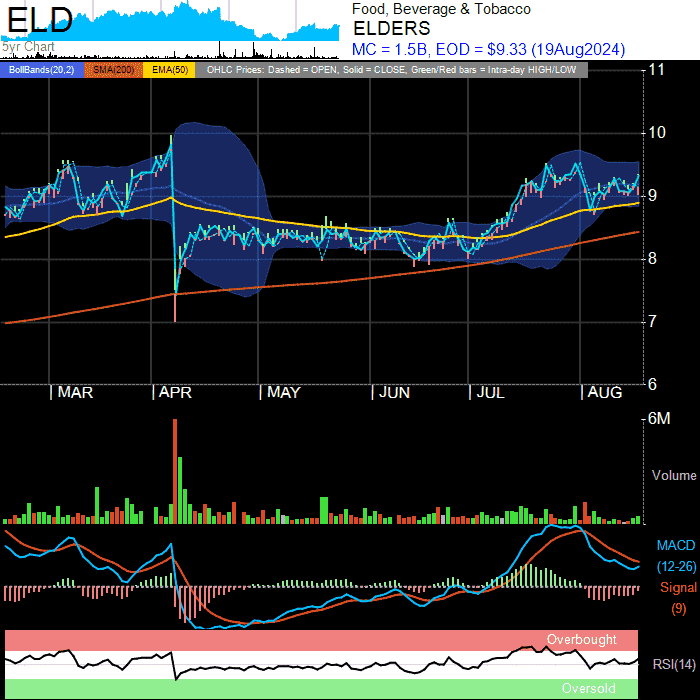 ELD
5yr Chart
Food, Beverage & Tobacco
ELDERS
MC = 1.5B, EOD = $9.33 (19Aug2024)
BollBands(20,2) SMA(200) EMA(50) OHLC Prices: Dashed = OPEN, Solid = CLOSE, Green/Red bars = Intra-day HIGH/LOW
11
10
9
8
7
6
MAR APR MAY JUN JUL AUG
6M
Volume
MACD
(12-26)
Signal
(9)
Overbought
RSI(14)
Oversold